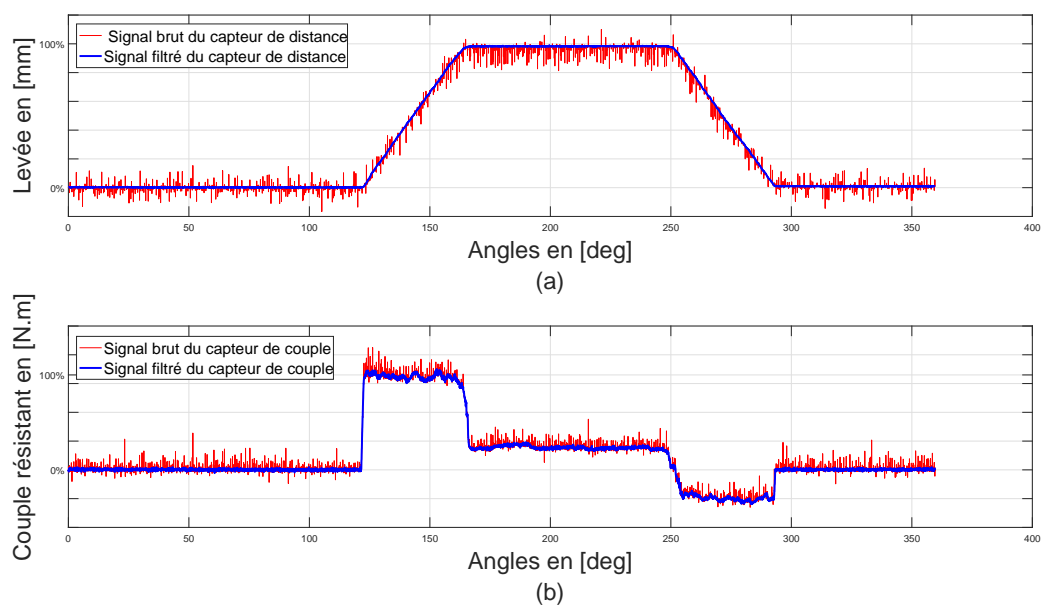 Levée en [mm]
100%
0%
Signal brut du capteur de distance
Signal filtré du capteur de distance
0 50 100 150 200 250 300 350 400
Angles en [deg]
(a)
Couple résistant en [N.m]
100%
0%
Signal brut du capteur de couple
Signal filtré du capteur de couple
0 50 100 150 200 250 300 350 400
Angles en [deg]
(b)